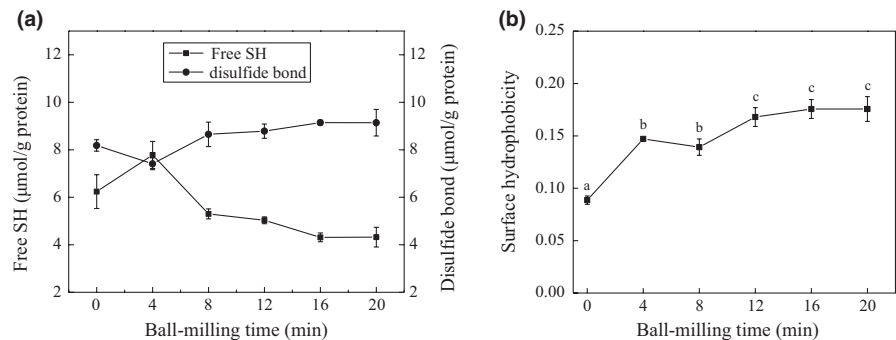 (a)
Free SH
disulfide bond
12
10
8
6
4
2
Free SH (μmol/g protein)
12
10
8
6
4
2
Disulfide bond (μmol/g protein)
0 4 8 12 16 20
Ball-milling time (min)
(b)
0.25
0.20
0.15
0.10
0.05
0.00
Surface hydrophobicity
a b b c c c
0 4 8 12 16 20
Ball-milling time (min)